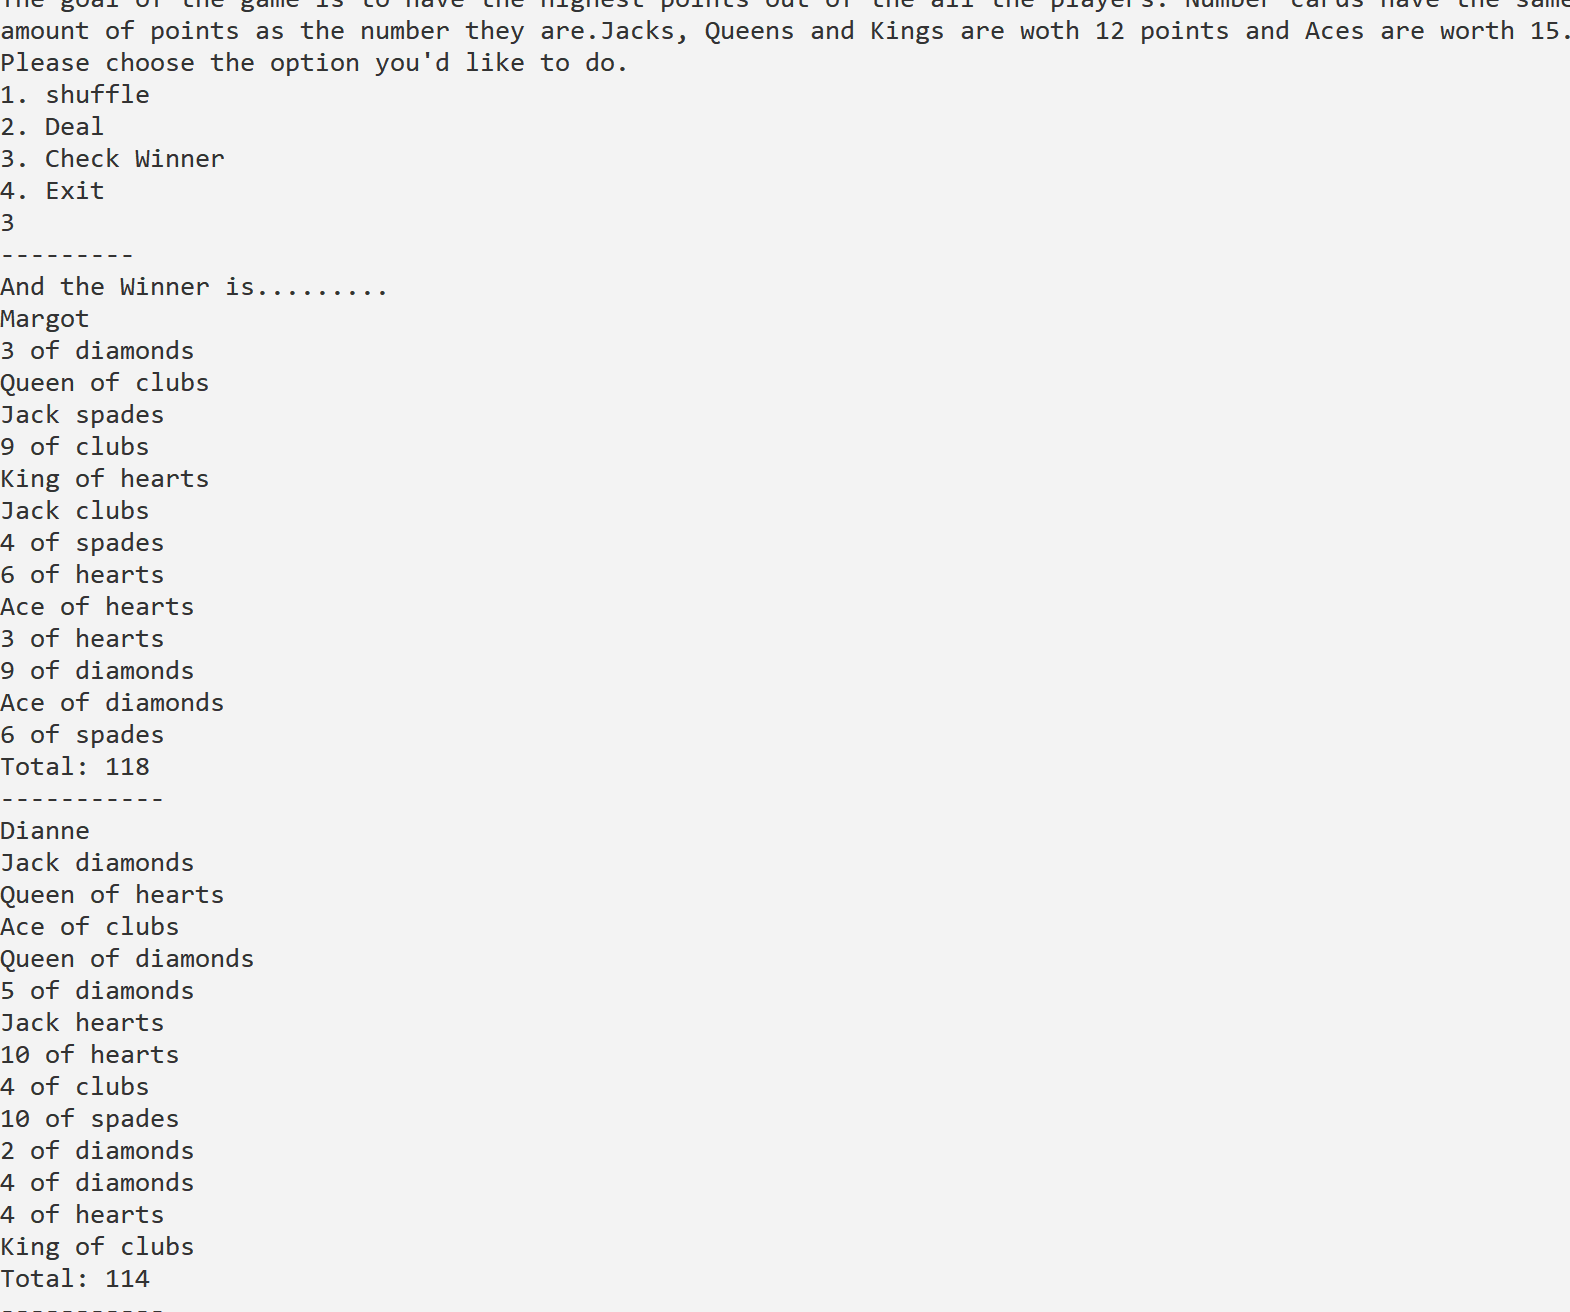 The goal of the game is to have the highest points out of the all the players. Number cards have the same
amount of points as the number they are.Jacks, Queens and Kings are woth 12 points and Aces are worth 15.
Please choose the option you'd like to do.
1. shuffle
2. Deal
3. Check Winner
4. Exit
3
---------
And the Winner is.........
Margot
3 of diamonds
Queen of clubs
Jack spades
9 of clubs
King of hearts
Jack clubs
4 of spades
6 of hearts
Ace of hearts
3 of hearts
9 of diamonds
Ace of diamonds
6 of spades
Total: 118
-----------
Dianne
Jack diamonds
Queen of hearts
Ace of clubs
Queen of diamonds
5 of diamonds
Jack hearts
10 of hearts
4 of clubs
10 of spades
2 of diamonds
4 of diamonds
4 of hearts
King of clubs
Total: 114
-----------